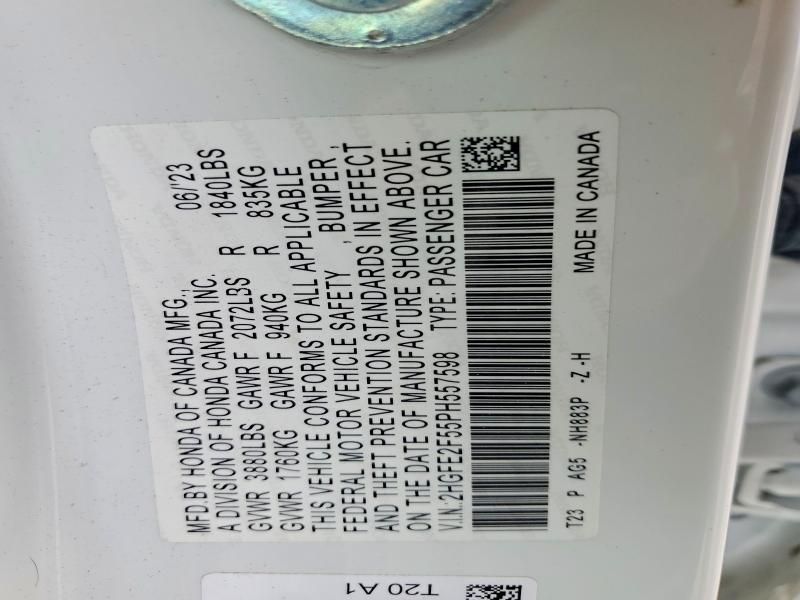 MFD.BY HONDA OF CANADA MFG., 06/'23
A DIVISION OF HONDA CANADA INC.
GVWR 3880LBS GAWR F 2072LBS R 1840LBS
GVWR 1760KG GAWR F 940KG R 835KG
THIS VEHICLE CONFORMS TO ALL APPLICABLE
FEDERAL MOTOR VEHICLE SAFETY , BUMPER ,
AND THEFT PREVENTION STANDARDS IN EFFECT
ON THE DATE OF MANUFACTURE SHOWN ABOVE.
V.I.N.:2HGFE2F55PH557598 TYPE: PASSENGER CAR
T23 P AG5 -NH883P -Z -H MADE IN CANADA
T20 A1